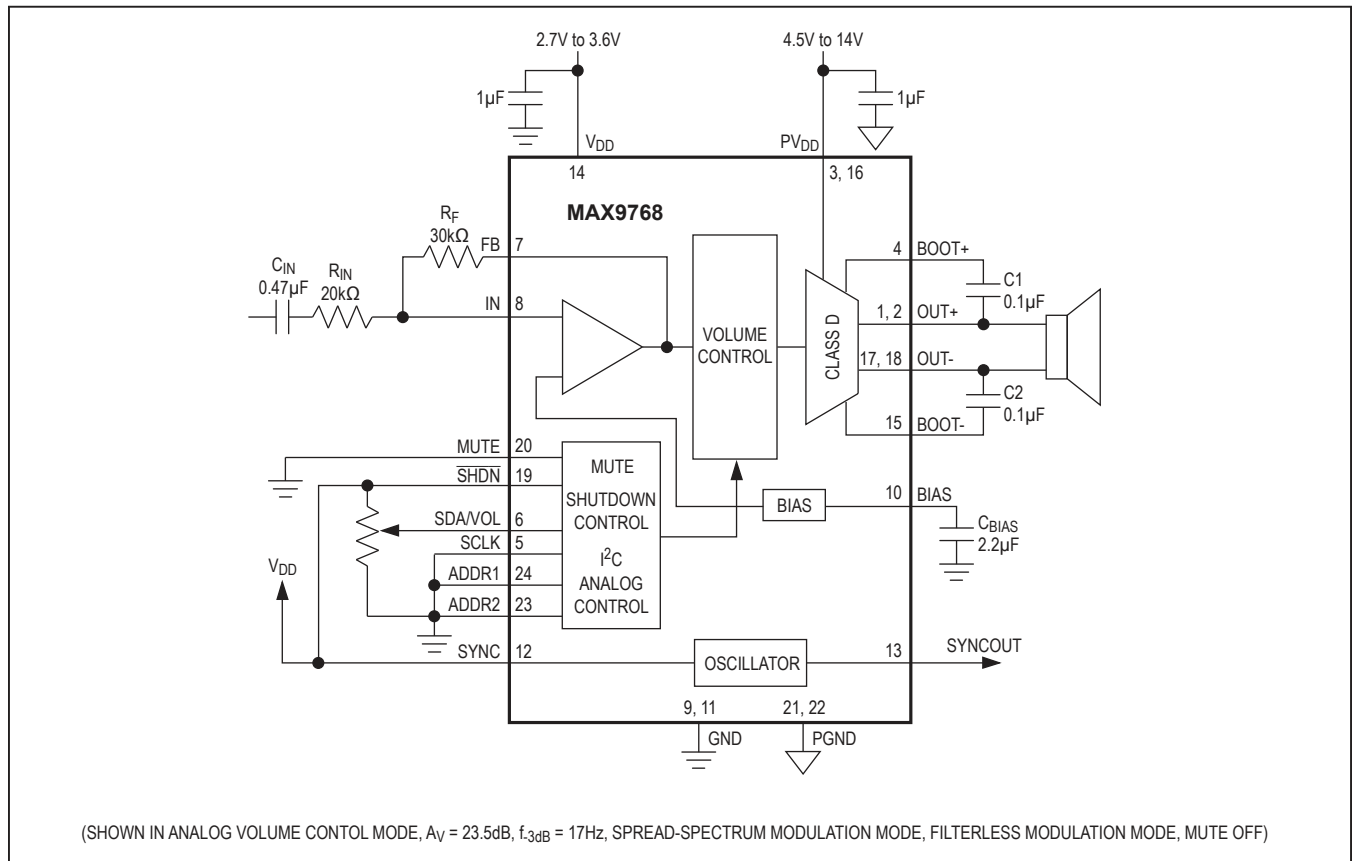 2.7V to 3.6V
4.5V to 14V
1µF
1µF
VDD
PVDD
14
3, 16
MAX9768
RF
30kΩ
FB
7
CIN
0.47µF
RIN
20kΩ
IN
8
VOLUME
CONTROL
CLASS D
4
BOOT+
C1
0.1µF
1, 2
OUT+
17, 18
OUT-
C2
0.1µF
15
BOOT-
MUTE
20
SHDN
19
SDA/VOL
6
SCLK
5
ADDR1
24
ADDR2
23
MUTE
SHUTDOWN
CONTROL
I2C
ANALOG
CONTROL
BIAS
10
BIAS
CBIAS
2.2µF
VDD
SYNC
12
OSCILLATOR
13
SYNCOUT
9, 11
GND
21, 22
PGND
(SHOWN IN ANALOG VOLUME CONTOL MODE, AV = 23.5dB, f-3dB = 17Hz, SPREAD-SPECTRUM MODULATION MODE, FILTERLESS MODULATION MODE, MUTE OFF)